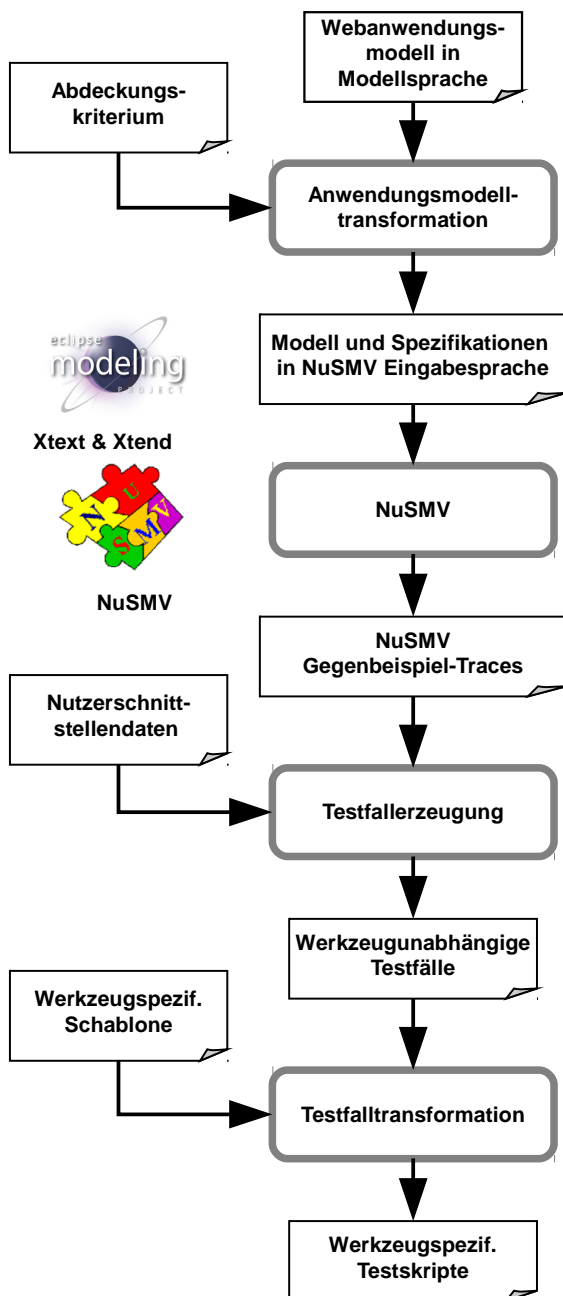 Webanwendungs-
modell in
Modellsprache
Abdeckungs-
kriterium
Anwendungsmodell-
transformation
Modell und Spezifikationen
in NuSMV Eingabesprache
eclipse
modeling
PROJECT
Xtext & Xtend
NuSMV
N U S M V
NuSMV
NuSMV
Gegenbeispiel-Traces
Nutzerschnitt-
stellendaten
Testfallerzeugung
Werkzeugunabhängige
Testfälle
Werkzeugspezif.
Schablone
Testfalltransformation
Werkzeugspezif.
Testskripte